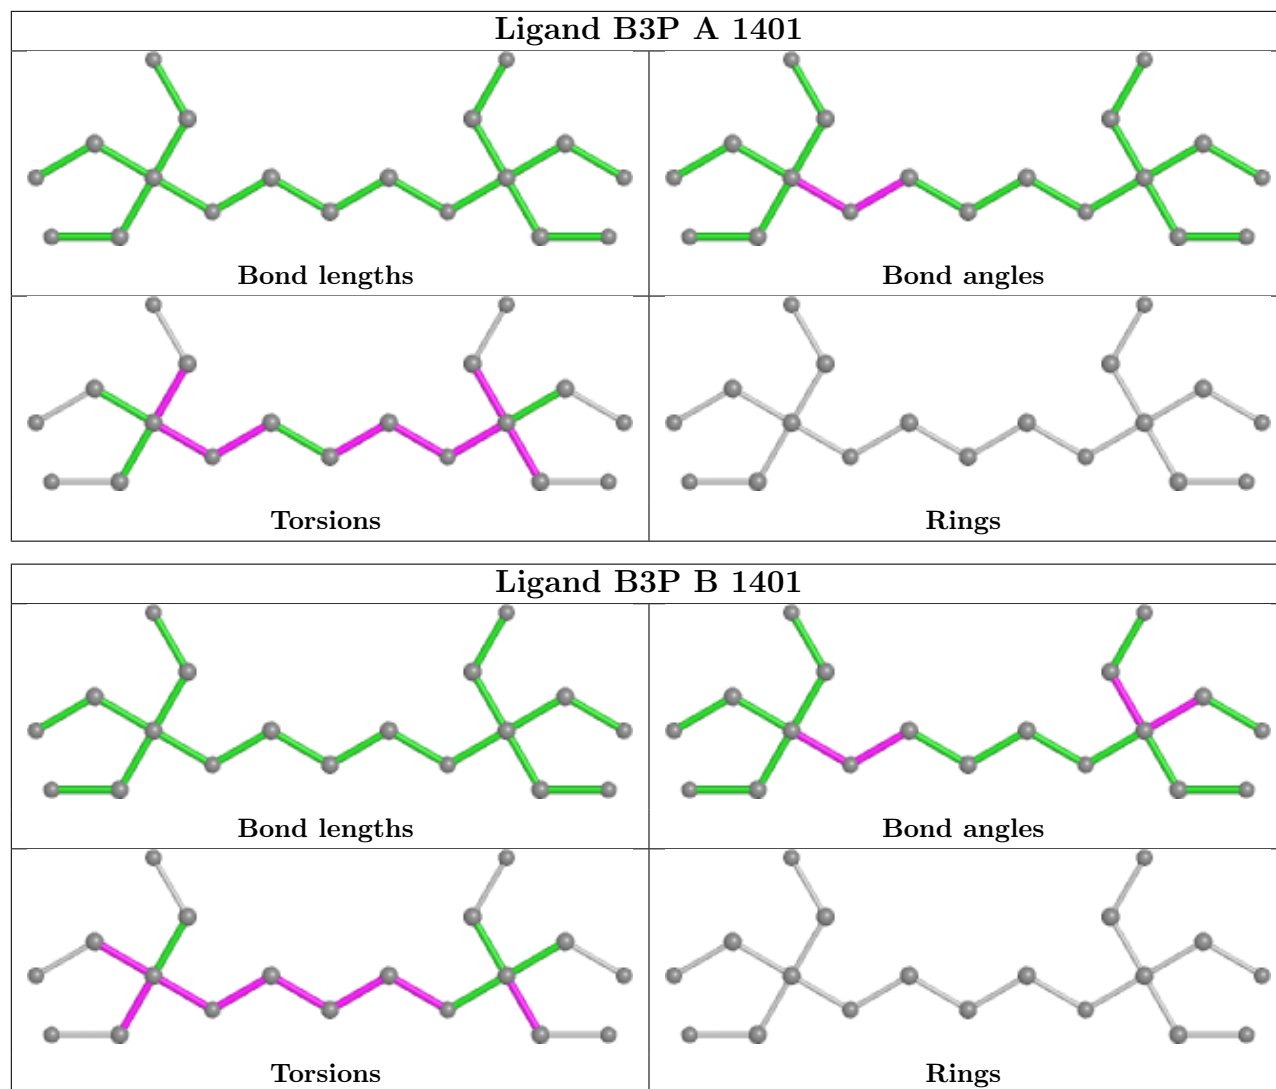 Ligand B3P A 1401
Bond lengths
Bond angles
Torsions
Rings
Ligand B3P B 1401
Bond lengths
Bond angles
Torsions
Rings